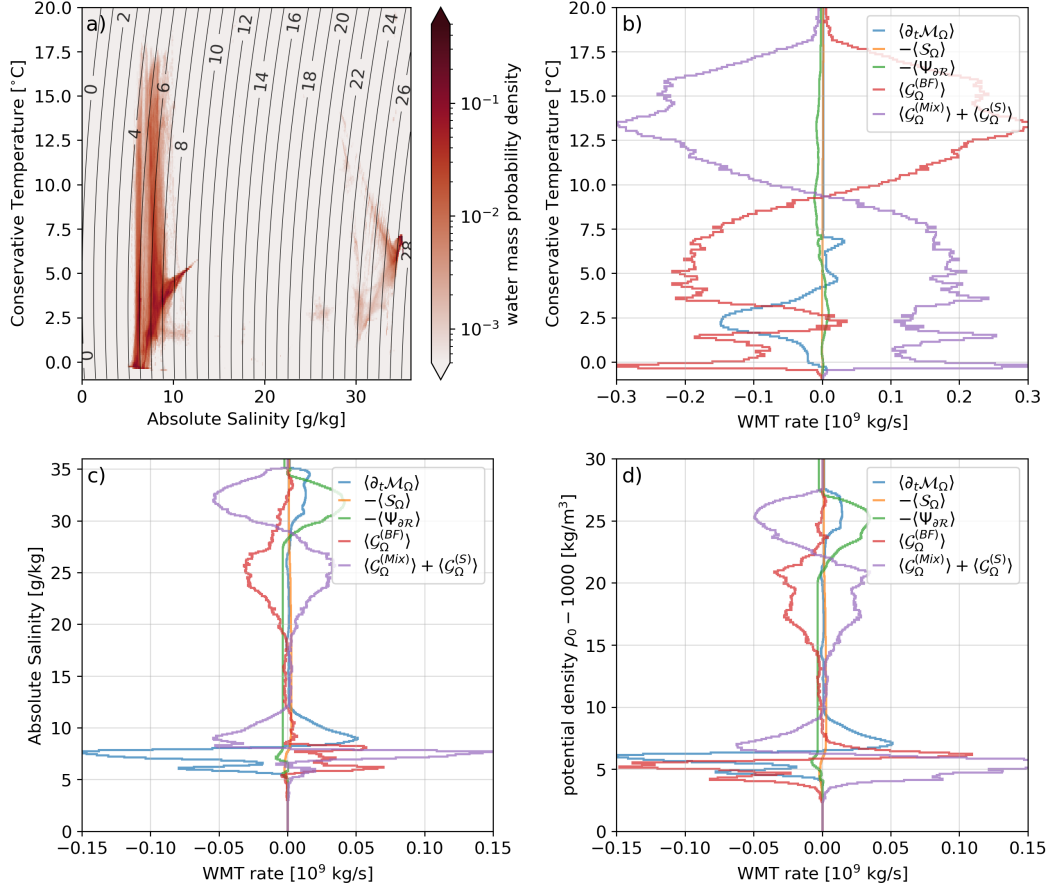 a)
20.0
17.5
15.0
12.5
10.0
7.5
5.0
2.5
0.0
Conservative Temperature [°C]
0
10
20
30
Absolute Salinity [g/kg]
0
2
4
6
8
10
12
14
16
18
20
22
24
26
28
0
10⁻¹
10⁻²
10⁻³
water mass probability density
b)
20.0
17.5
15.0
12.5
10.0
7.5
5.0
2.5
0.0
Conservative Temperature [°C]
−0.3
−0.2
−0.1
0.0
0.1
0.2
0.3
WMT rate [10⁹ kg/s]
⟨∂ₜℳ_Ω⟩
−⟨𝒮_Ω⟩
−⟨Ψ_∂ℛ⟩
⟨𝒢_Ω^(BF)⟩
⟨𝒢_Ω^(Mix)⟩ + ⟨𝒢_Ω^(S)⟩
c)
35
30
25
20
15
10
5
0
Absolute Salinity [g/kg]
−0.15
−0.10
−0.05
0.00
0.05
0.10
0.15
WMT rate [10⁹ kg/s]
⟨∂ₜℳ_Ω⟩
−⟨𝒮_Ω⟩
−⟨Ψ_∂ℛ⟩
⟨𝒢_Ω^(BF)⟩
⟨𝒢_Ω^(Mix)⟩ + ⟨𝒢_Ω^(S)⟩
d)
30
25
20
15
10
5
0
potential density ρ₀ − 1000 [kg/m³]
−0.15
−0.10
−0.05
0.00
0.05
0.10
0.15
WMT rate [10⁹ kg/s]
⟨∂ₜℳ_Ω⟩
−⟨𝒮_Ω⟩
−⟨Ψ_∂ℛ⟩
⟨𝒢_Ω^(BF)⟩
⟨𝒢_Ω^(Mix)⟩ + ⟨𝒢_Ω^(S)⟩